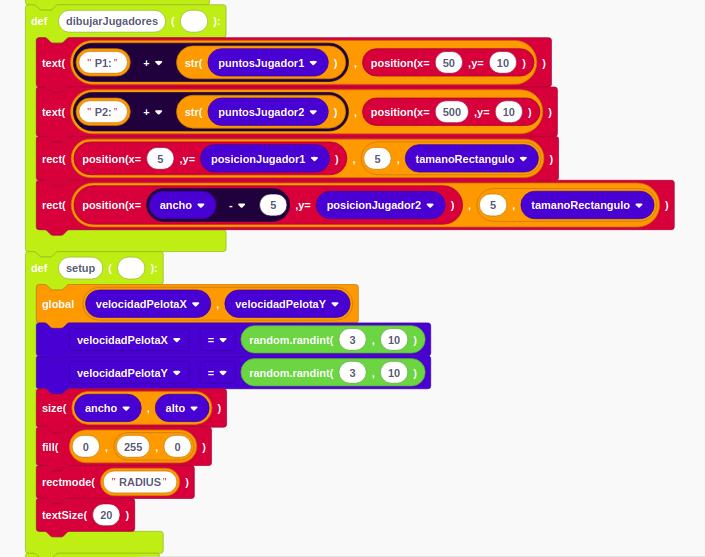 def dibujarJugadores ( ):
text( " P1: " + str( puntosJugador1 ) , position(x= 50 ,y= 10 ) )
text( " P2: " + str( puntosJugador2 ) , position(x= 500 ,y= 10 ) )
rect( position(x= 5 ,y= posicionJugador1 ) , 5 , tamanoRectangulo )
rect( position(x= ancho - 5 ,y= posicionJugador2 ) , 5 , tamanoRectangulo )
def setup ( ):
global velocidadPelotaX , velocidadPelotaY
velocidadPelotaX = random.randint( 3 , 10 )
velocidadPelotaY = random.randint( 3 , 10 )
size( ancho , alto )
fill( 0 , 255 , 0 )
rectmode( " RADIUS " )
textSize( 20 )